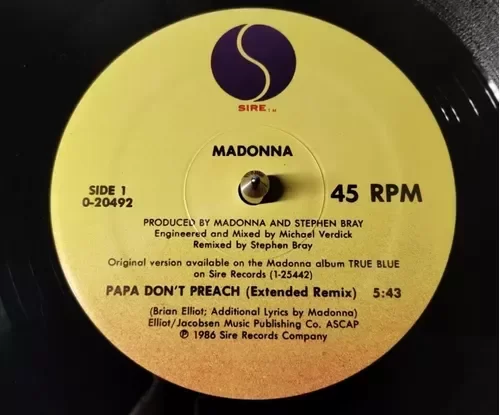 SIRE™
MADONNA
SIDE 1
0-20492
45 RPM
PRODUCED BY MADONNA AND STEPHEN BRAY
Engineered and Mixed by Michael Verdick
Remixed by Stephen Bray
Original version available on the Madonna album TRUE BLUE
on Sire Records (1-25442)
PAPA DON'T PREACH (Extended Remix) 5:43
(Brian Elliot; Additional Lyrics by Madonna)
Elliot/Jacobsen Music Publishing Co. ASCAP
℗ 1986 Sire Records Company